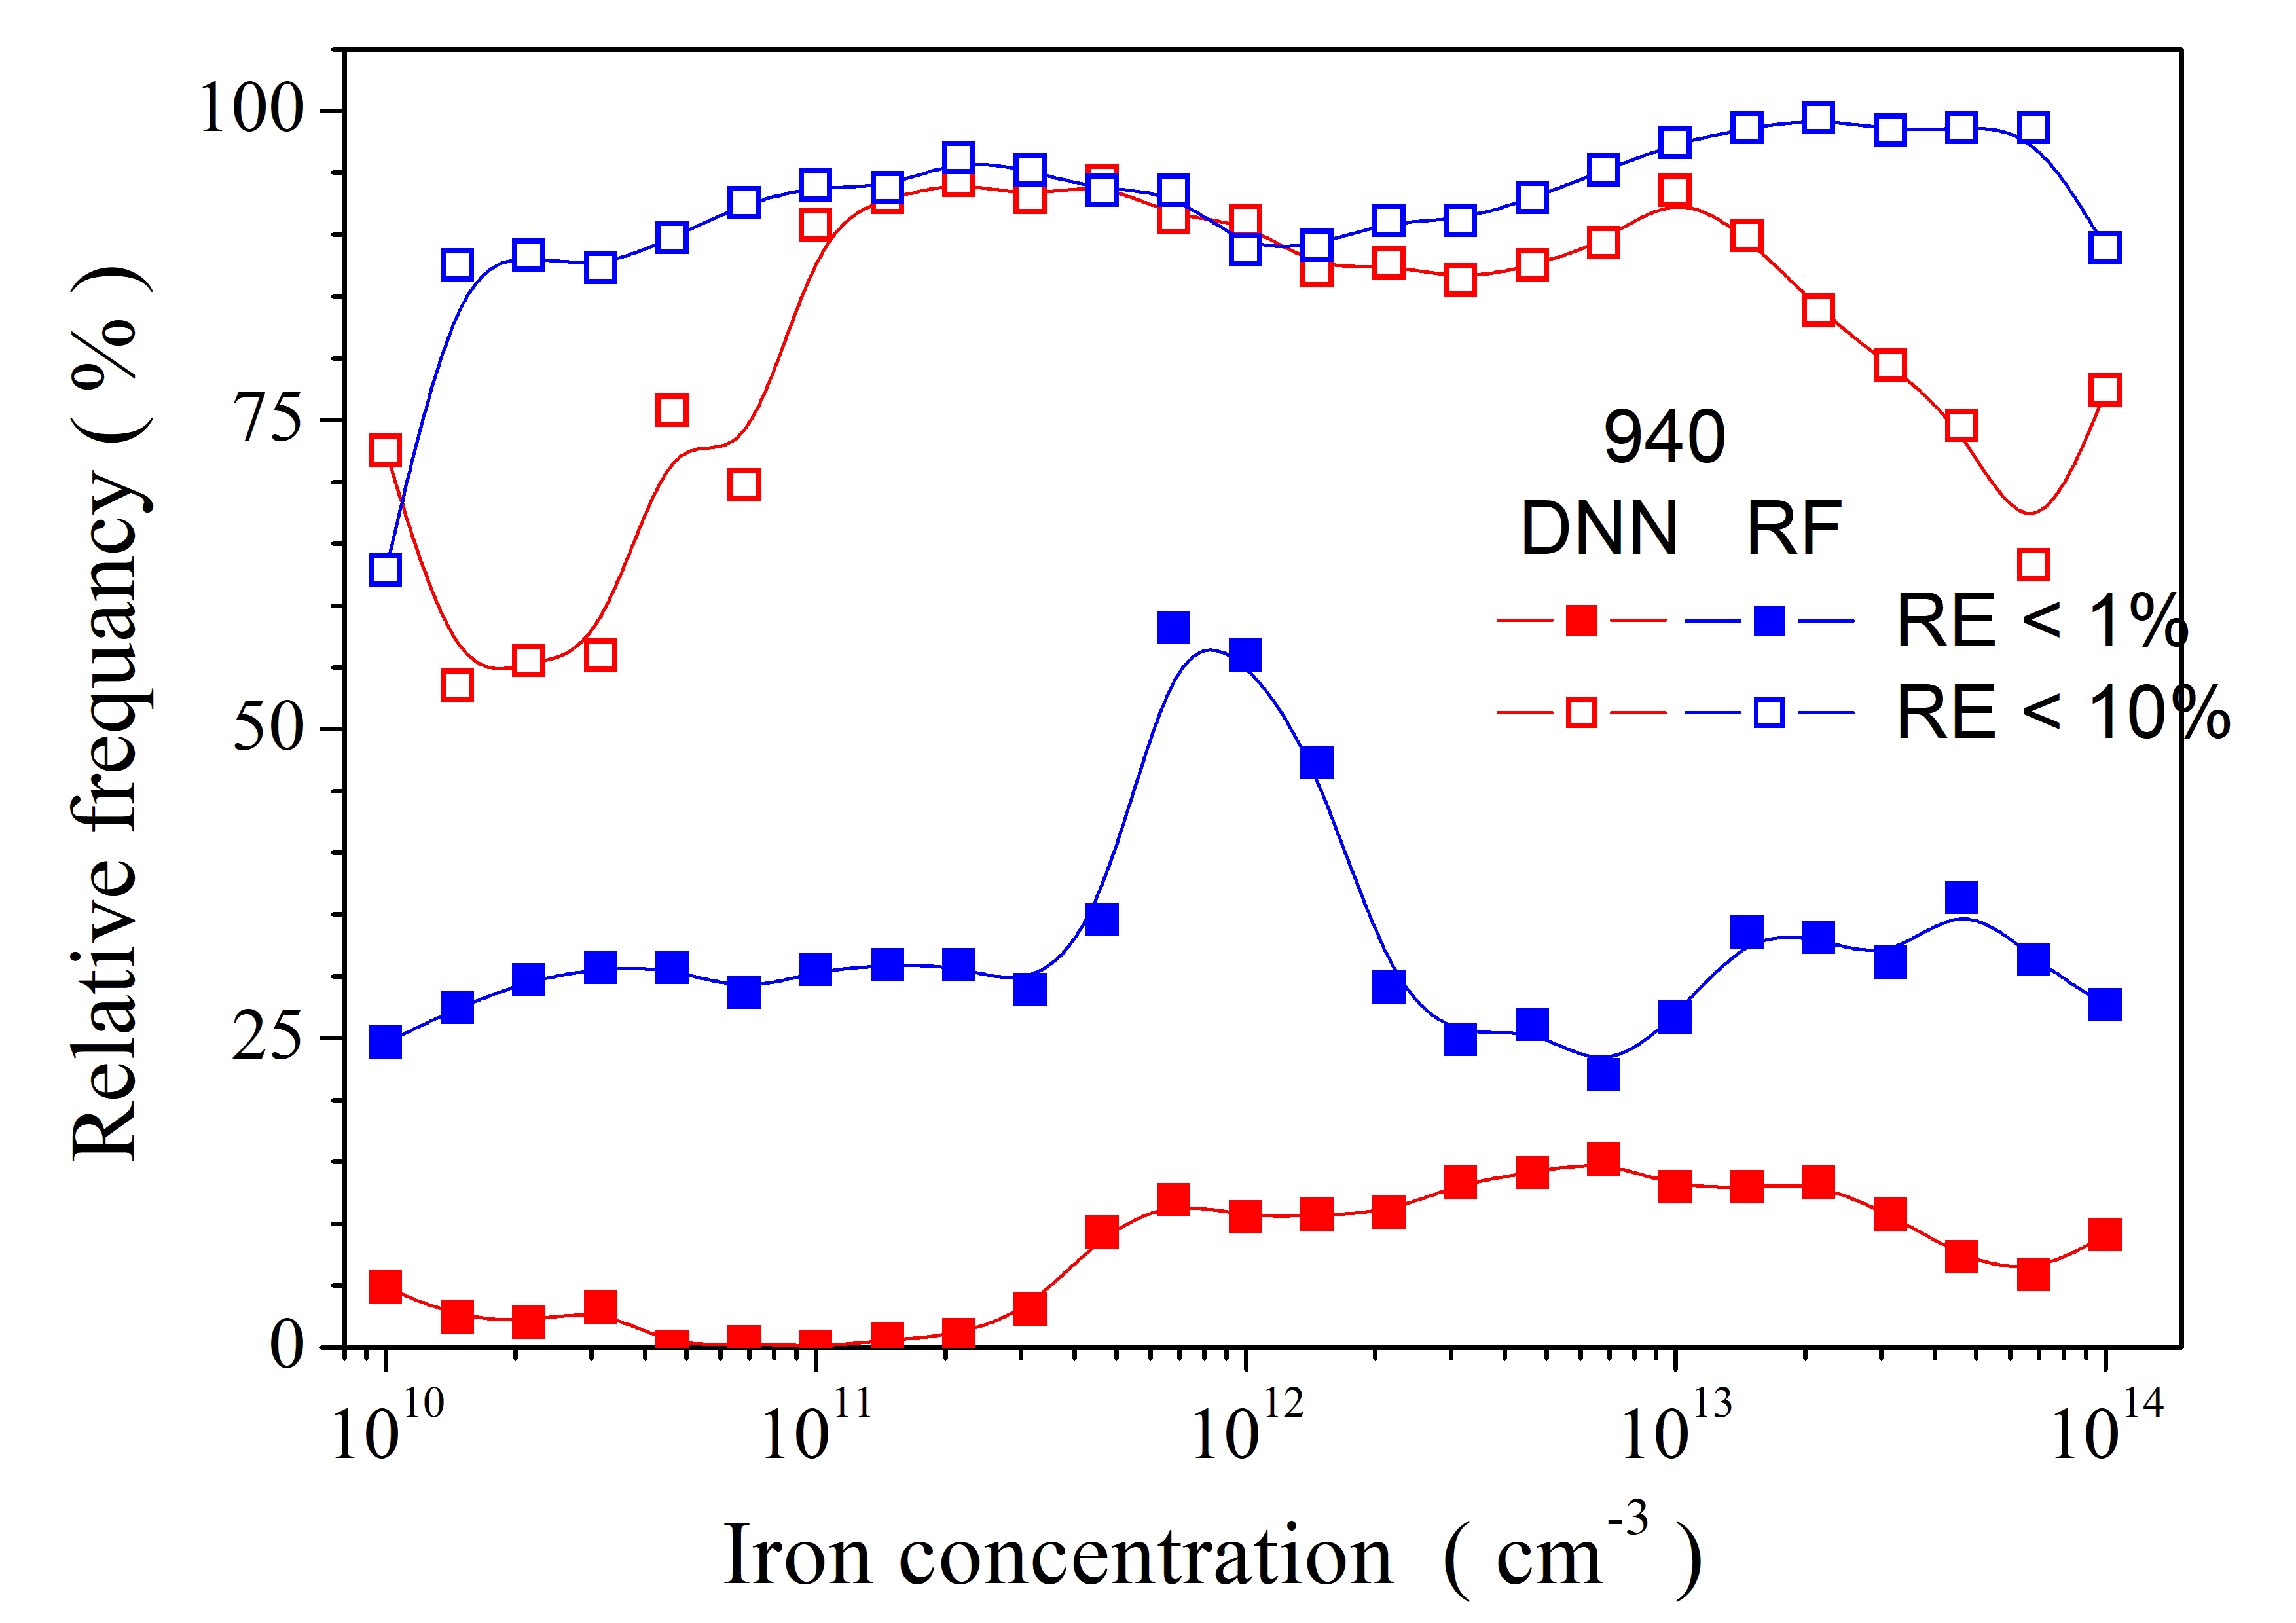 Relative frequancy ( % )
100
75
50
25
0
940
DNN RF
RE < 1%
RE < 10%
10^10 10^11 10^12 10^13 10^14
Iron concentration ( cm^-3 )